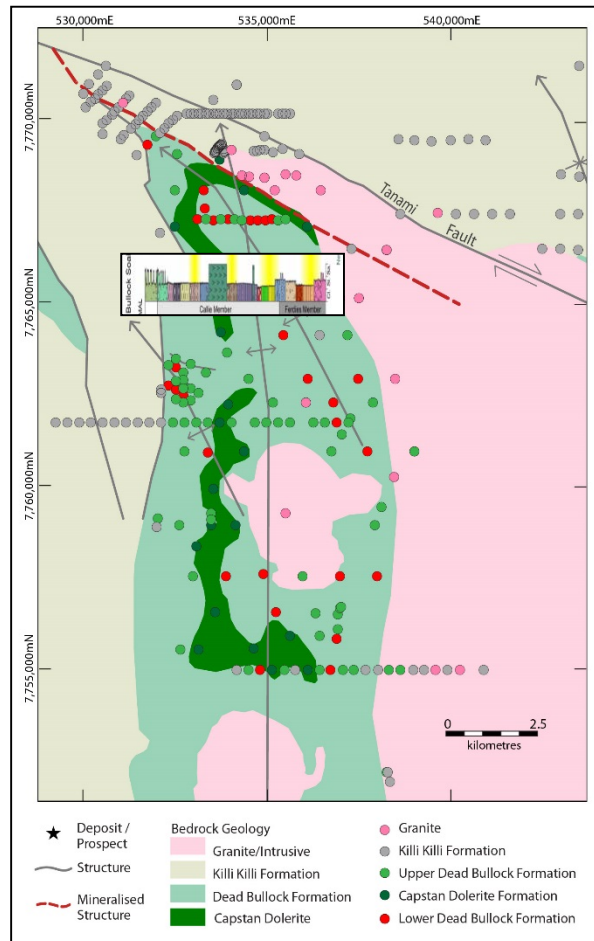 530,000mE 535,000mE 540,000mE
7,770,000mN
Tanami
Fault
Bullock Soa
MAL
Callie Member
Ferdies Member
7,765,000mN
7,760,000mN
7,755,000mN
0 2.5
kilometres
Deposit /
Prospect
Structure
Mineralised
Structure
Bedrock Geology
Granite/Intrusive
Killi Killi Formation
Dead Bullock Formation
Capstan Dolerite
Granite
Killi Killi Formation
Upper Dead Bullock Formation
Capstan Dolerite Formation
Lower Dead Bullock Formation